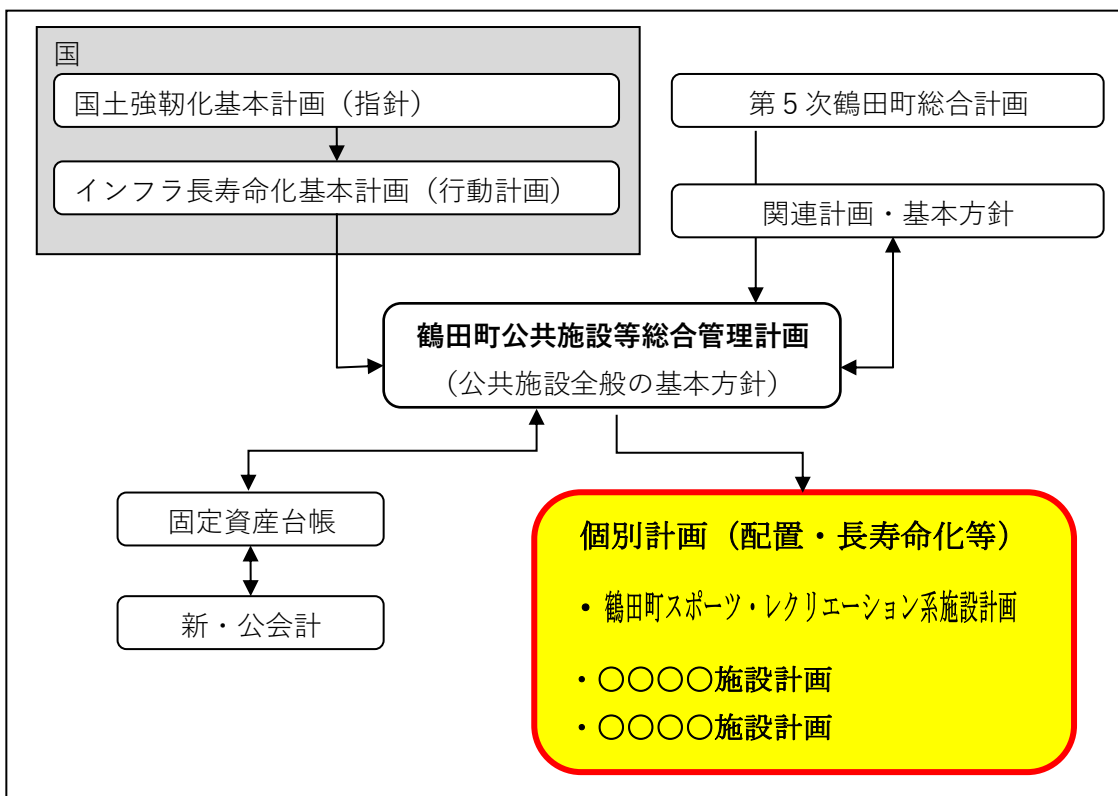 国
国土強靭化基本計画（指針）
第５次鶴田町総合計画
インフラ長寿命化基本計画（行動計画）
関連計画・基本方針
鶴田町公共施設等総合管理計画
（公共施設全般の基本方針）
固定資産台帳
新・公会計
個別計画（配置・長寿命化等）
・鶴田町スポーツ・レクリエーション系施設計画
・〇〇〇〇施設計画
・〇〇〇〇施設計画